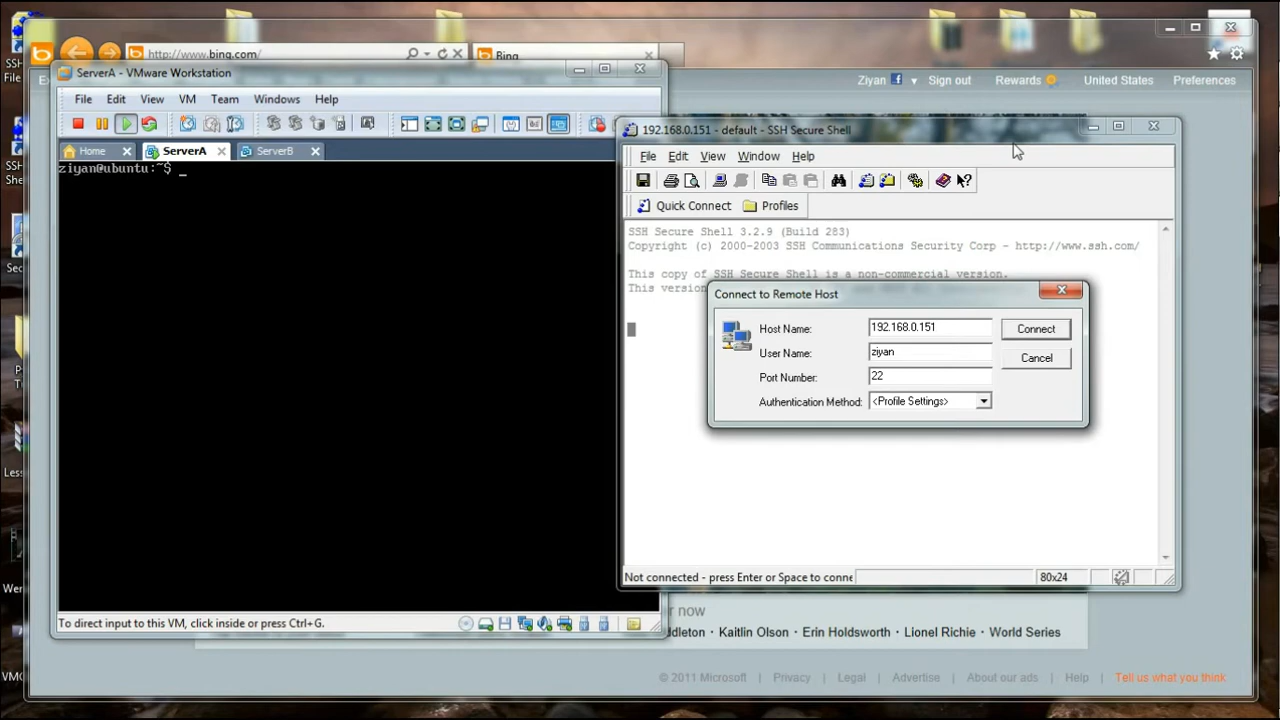 SSH
File
http://www.bing.com/
Bing
Ziyan
Sign out
Rewards
United States
Preferences
ServerA - VMware Workstation
File Edit View VM Team Windows Help
Home ServerA ServerB
ziyan@ubuntu:~$ _
To direct input to this VM, click inside or press Ctrl+G.
192.168.0.151 - default - SSH Secure Shell
File Edit View Window Help
Quick Connect Profiles
SSH Secure Shell 3.2.9 (Build 283)
Copyright (c) 2000-2003 SSH Communications Security Corp - http://www.ssh.com/
This copy of SSH Secure Shell is a non-commercial version.
This version
Connect to Remote Host
Host Name: 192.168.0.151
Connect
User Name: ziyan
Cancel
Port Number: 22
Authentication Method: <Profile Settings>
Not connected - press Enter or Space to conne
80x24
r now
dleton · Kaitlin Olson · Erin Holdsworth · Lionel Richie · World Series
© 2011 Microsoft | Privacy | Legal | Advertise | About our ads | Help | Tell us what you think